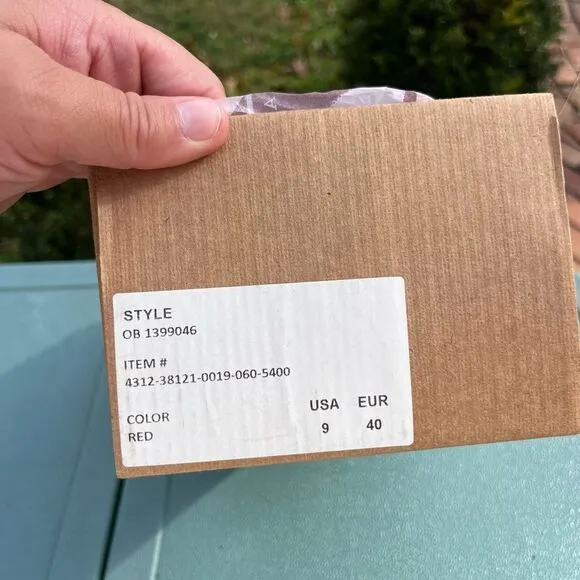 STYLE
OB 1399046
ITEM #
4312-38121-0019-060-5400
COLOR
RED
USA EUR
9 40